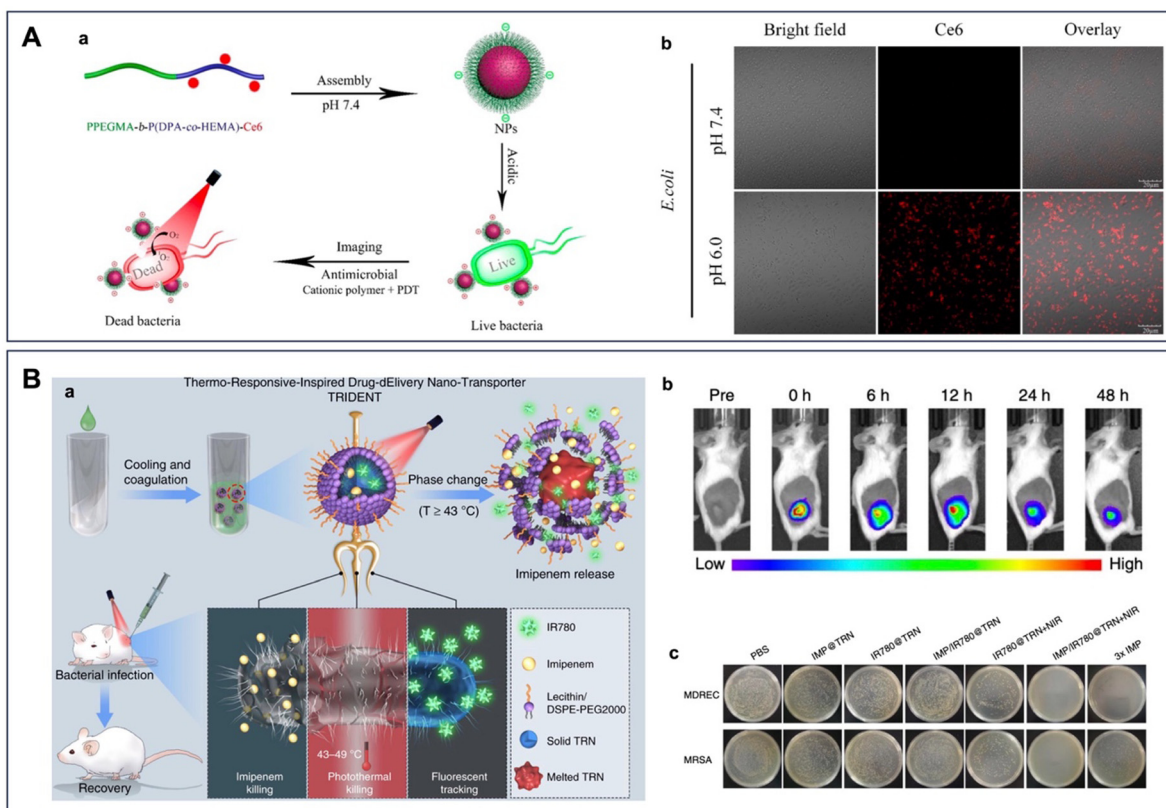 A
a
PPEGMA-b-P(DPA-co-HEMA)-Ce6
Assembly
pH 7.4
NPs
Acidic
Live
Live bacteria
Imaging
Antimicrobial
Cationic polymer + PDT
O₂
O₂
Dead
Dead bacteria
b
Bright field
Ce6
Overlay
E.coli
pH 7.4
pH 6.0
20μm
20μm
B
a
Thermo-Responsive-Inspired Drug-dElivery Nano-Transporter
TRIDENT
Cooling and
coagulation
Phase change
(T ≥ 43 °C)
Imipenem release
Bacterial infection
Recovery
43–49 °C
Imipenem
killing
Photothermal
killing
Fluorescent
tracking
IR780
Imipenem
Lecithin/
DSPE-PEG2000
Solid TRN
Melted TRN
b
Pre
0 h
6 h
12 h
24 h
48 h
Low
High
c
PBS
IMP@TRN
IR780@TRN
IMP/IR780@TRN
IR780@TRN+NIR
IMP/IR780@TRN+NIR
3x IMP
MDREC
MRSA